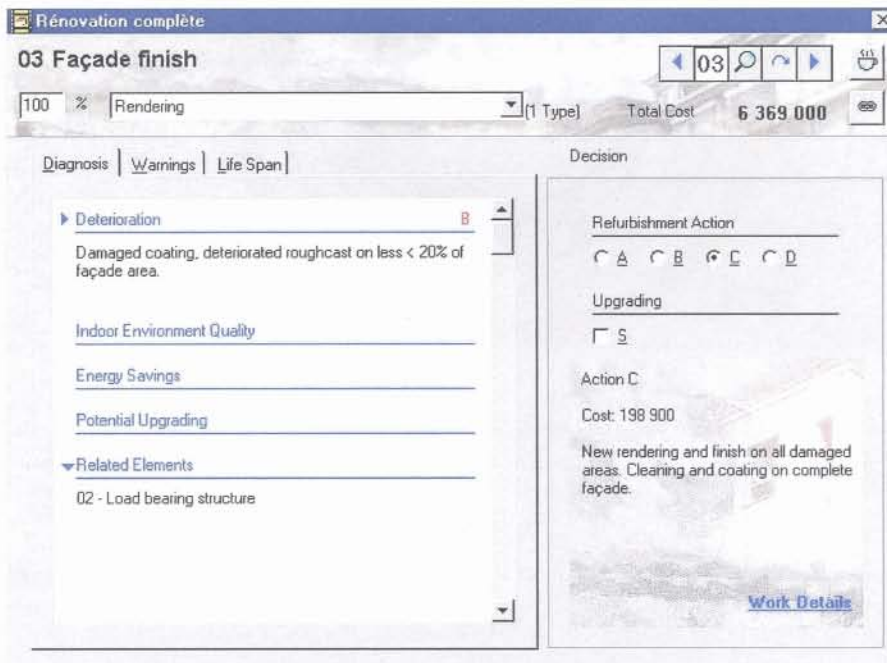 Rénovation complète
03 Façade finish
03
100 % Rendering (1 Type) Total Cost 6 369 000
Diagnosis Warnings Life Span
Deterioration B
Damaged coating, deteriorated roughcast on less < 20% of
façade area.
Indoor Environment Quality
Energy Savings
Potential Upgrading
Related Elements
02 - Load bearing structure
Decision
Refurbishment Action
A B C D
Upgrading
S
Action C
Cost: 198 900
New rendering and finish on all damaged
areas. Cleaning and coating on complete
façade.
Work Details